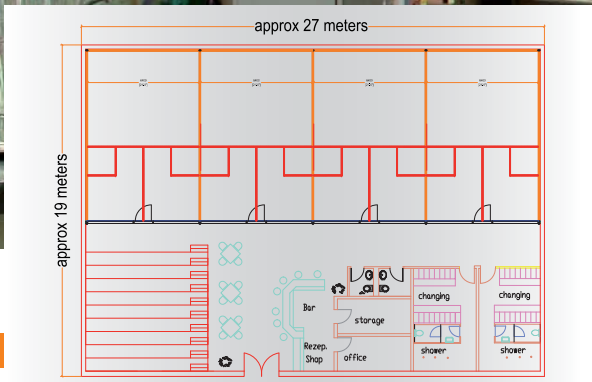 approx 27 meters
approx 19 meters
Bar
storage
Rezep.
Shop
office
changing
shower
changing
shower